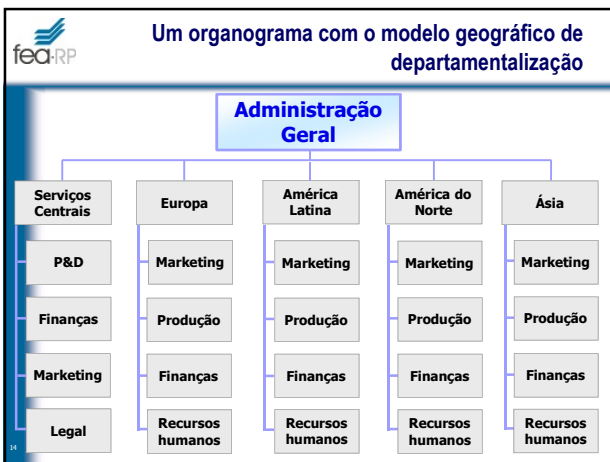 fea-RP
Um organograma com o modelo geográfico de
departamentalização
Administração
Geral
Serviços
Centrais
Europa
América
Latina
América do
Norte
Ásia
P&D
Marketing
Marketing
Marketing
Marketing
Finanças
Produção
Produção
Produção
Produção
Marketing
Finanças
Finanças
Finanças
Finanças
Legal
Recursos
humanos
Recursos
humanos
Recursos
humanos
Recursos
humanos
14